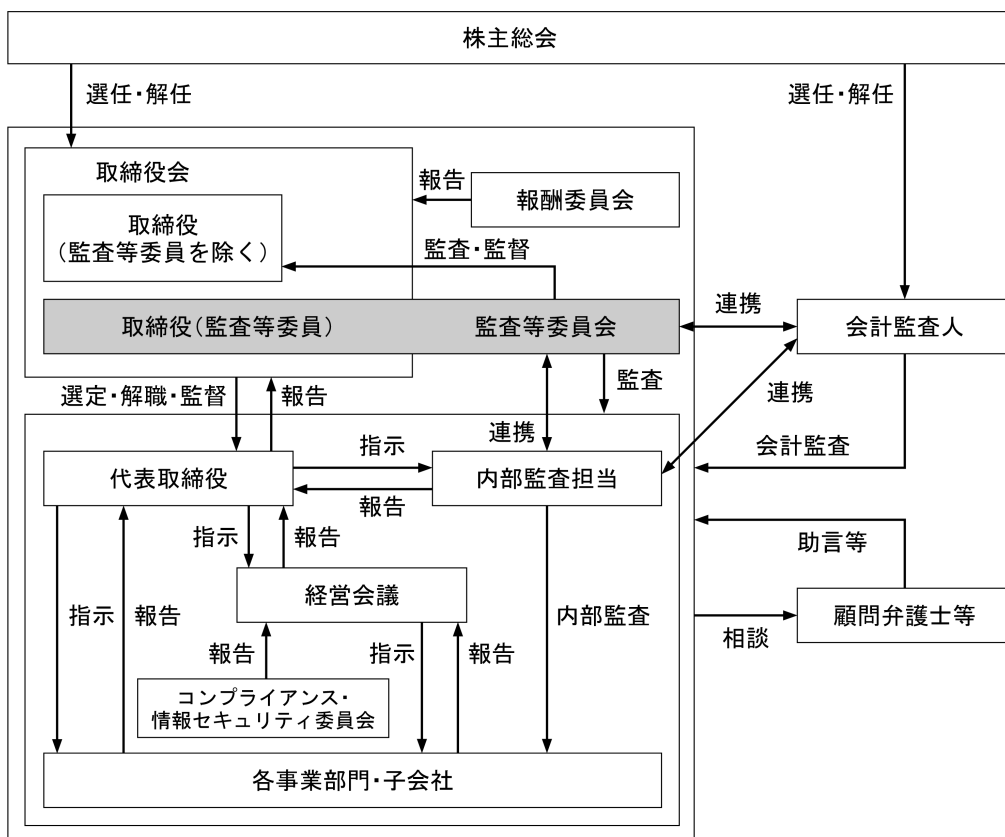 株主総会
選任・解任
選任・解任
取締役会
報告
報酬委員会
取締役
(監査等委員を除く)
監査・監督
取締役(監査等委員)
監査等委員会
連携
会計監査人
選定・解職・監督
報告
連携
監査
連携
会計監査
代表取締役
指示
報告
内部監査担当
指示
報告
助言等
経営会議
指示
報告
内部監査
顧問弁護士等
相談
報告
指示
報告
コンプライアンス・
情報セキュリティ委員会
各事業部門・子会社